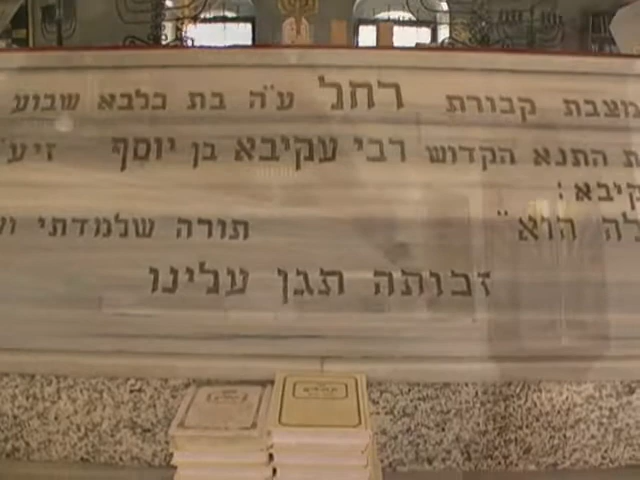 מצבת קבורת רחל ע"ה בת כלבא שבוע
התנא הקדוש רבי עקיבא בן יוסף זיע"
קיבא:
לה הוא" תורה שלמדתי
זכותה תגן עלינו